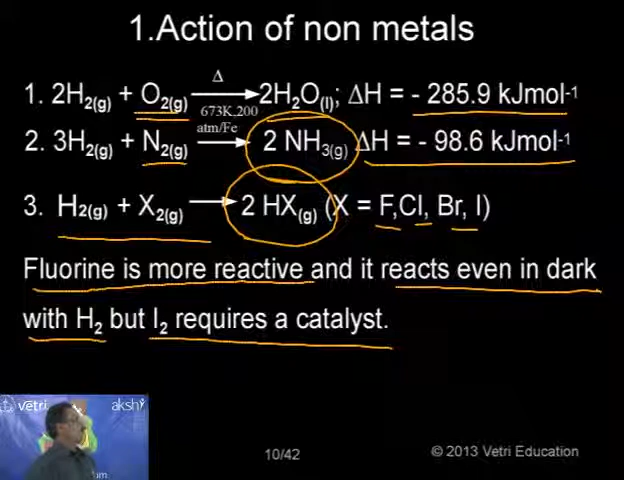 1.Action of non metals
1. 2H2(g) + O2(g) Δ 2H2O(l); ΔH = - 285.9 kJmol-1
673K,200
atm/Fe
2. 3H2(g) + N2(g) 2 NH3(g) ΔH = - 98.6 kJmol-1
3. H2(g) + X2(g) 2 HX(g) (X = F,Cl, Br, I)
Fluorine is more reactive and it reacts even in dark
with H2 but I2 requires a catalyst.
vetri akshi
10/42 © 2013 Vetri Education